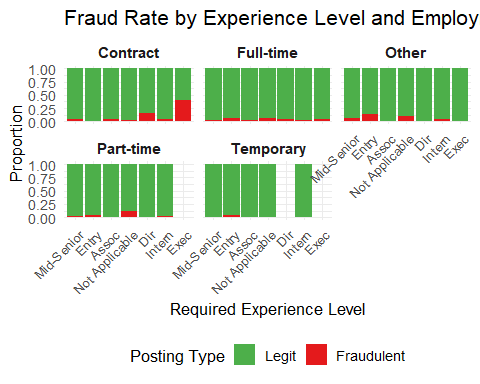 Fraud Rate by Experience Level and Employ
Contract
Full-time
Other
1.00
0.75
0.50
0.25
0.00
Mid-Senior
Entry
Assoc
Not Applicable
Dir
Intern
Exec
Part-time
Temporary
1.00
0.75
0.50
0.25
0.00
Proportion
Mid-Senior
Entry
Assoc
Not Applicable
Dir
Intern
Exec
Mid-Senior
Entry
Assoc
Not Applicable
Dir
Intern
Exec
Required Experience Level
Posting Type
Legit
Fraudulent